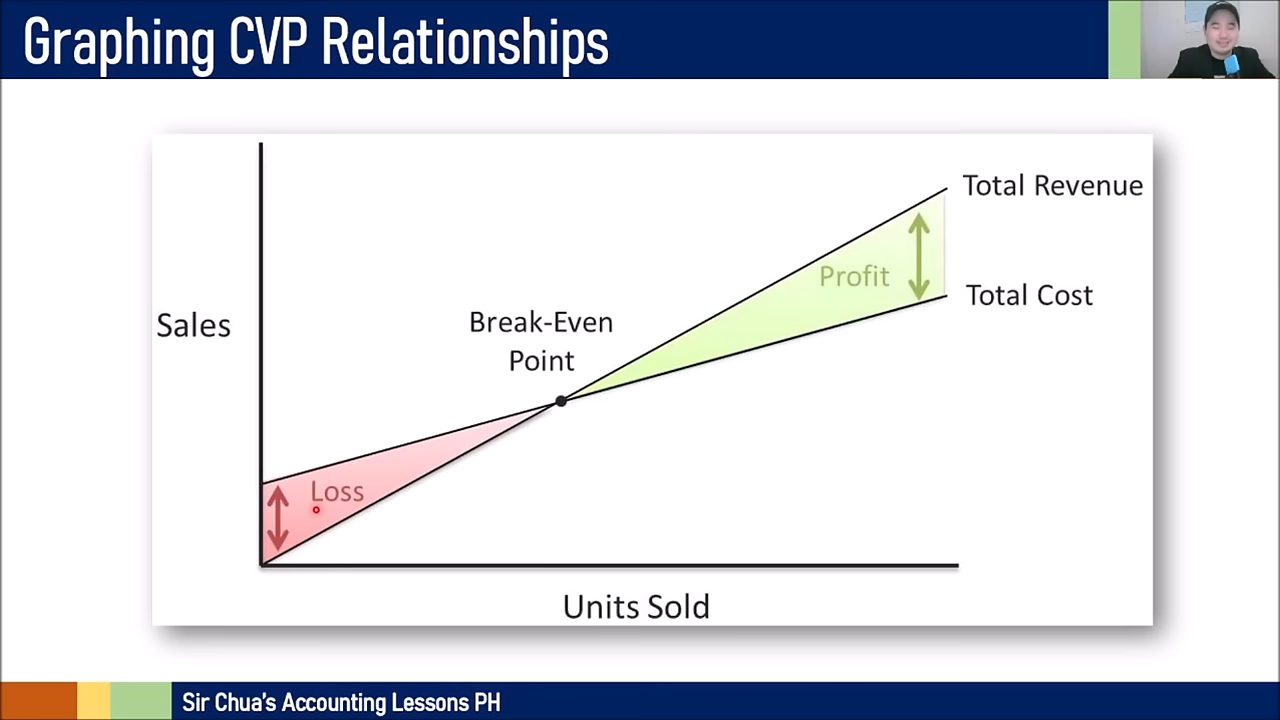 Graphing CVP Relationships
Total Revenue
Profit
Total Cost
Sales
Break-Even
Point
Loss
Units Sold
Sir Chua's Accounting Lessons PH